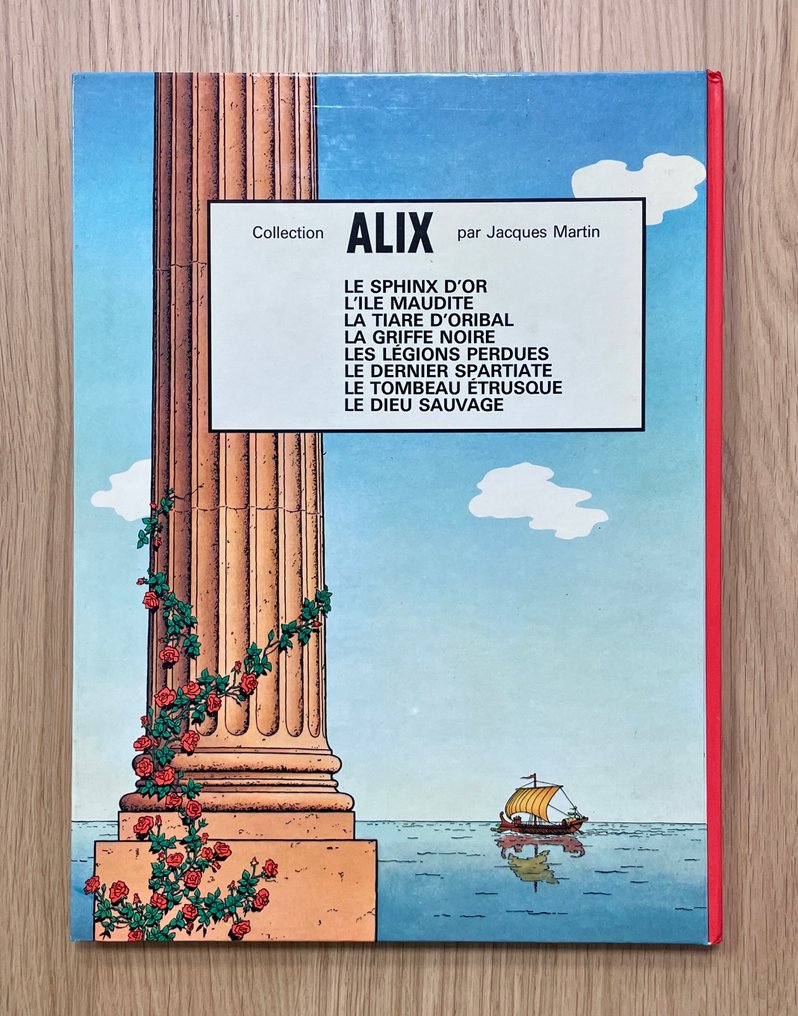 Collection ALIX par Jacques Martin
LE SPHINX D'OR
L'ILE MAUDITE
LA TIARE D'ORIBAL
LA GRIFFE NOIRE
LES LÉGIONS PERDUES
LE DERNIER SPARTIATE
LE TOMBEAU ÉTRUSQUE
LE DIEU SAUVAGE